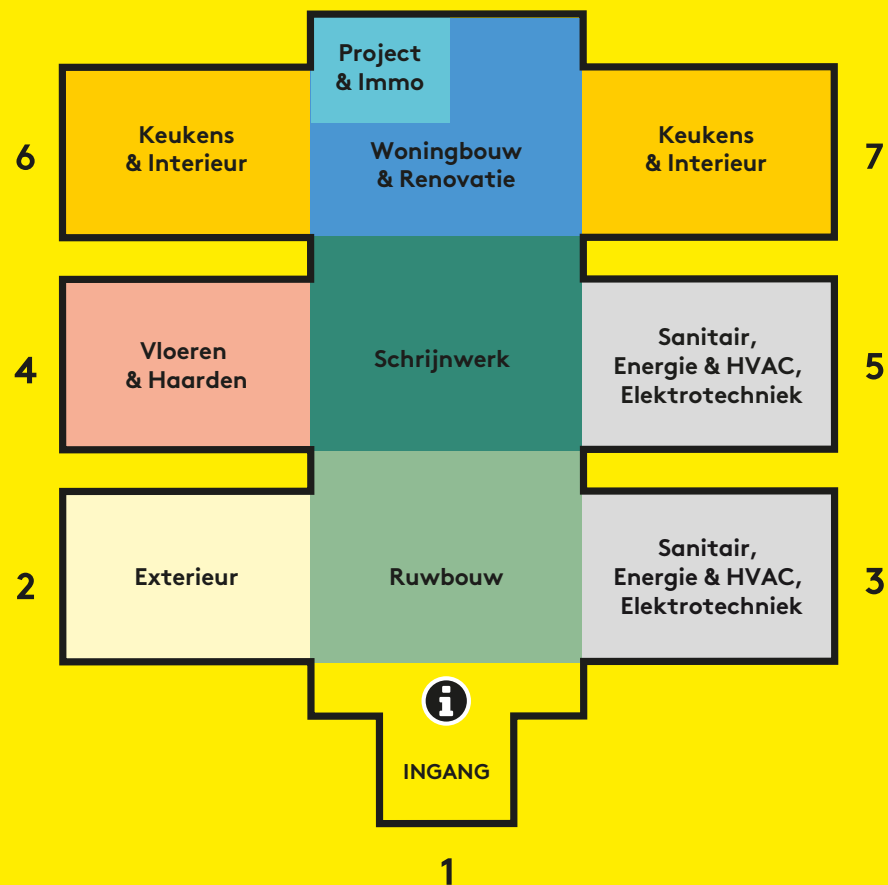 Project
& Immo
6
Keukens
& Interieur
Woningbouw
& Renovatie
Keukens
& Interieur
7
4
Vloeren
& Haarden
Schrijnwerk
Sanitair,
Energie & HVAC,
Elektrotechniek
5
2
Exterieur
Ruwbouw
Sanitair,
Energie & HVAC,
Elektrotechniek
3
i
INGANG
1